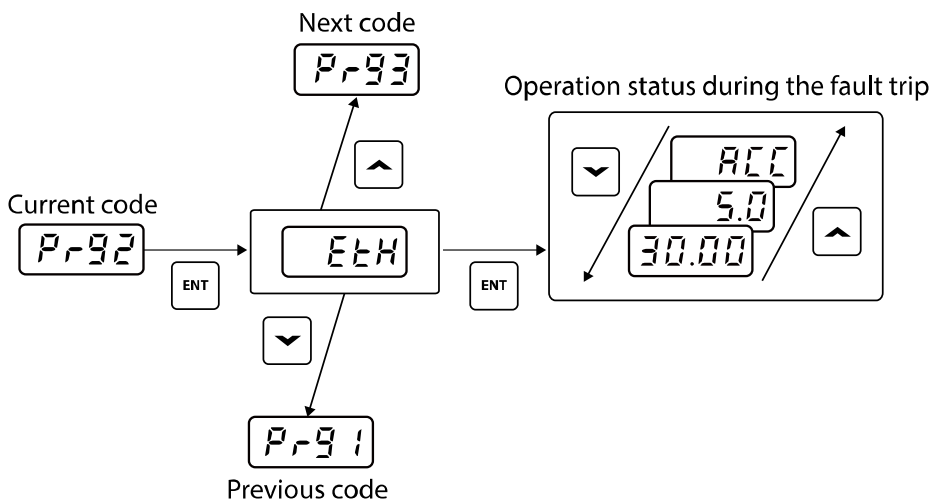 Next code
Pr93
Operation status during the fault trip
ACC
5.0
30.00
Current code
Pr92
ENT
EtH
ENT
Pr91
Previous code